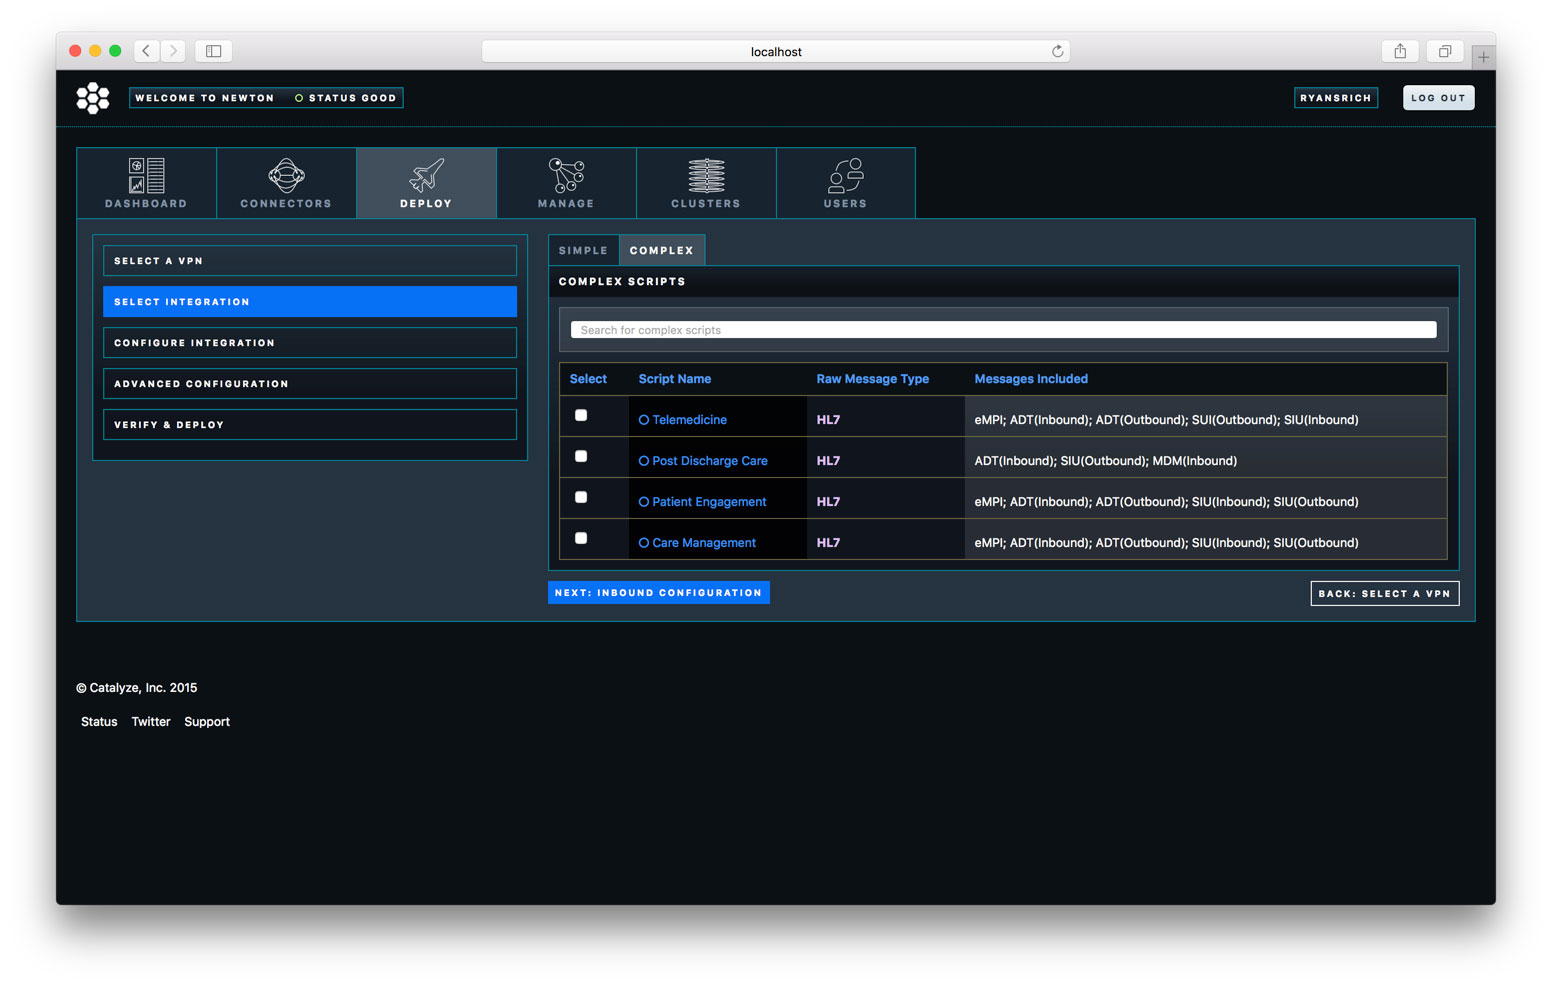 localhost
WELCOME TO NEWTON STATUS GOOD
RYANSRICH
LOG OUT
DASHBOARD
CONNECTORS
DEPLOY
MANAGE
CLUSTERS
USERS
SELECT A VPN
SELECT INTEGRATION
CONFIGURE INTEGRATION
ADVANCED CONFIGURATION
VERIFY & DEPLOY
SIMPLE
COMPLEX
COMPLEX SCRIPTS
Search for complex scripts
Select Script Name Raw Message Type Messages Included
Telemedicine HL7 eMPI; ADT(Inbound); ADT(Outbound); SUI(Outbound); SIU(Inbound)
Post Discharge Care HL7 ADT(Inbound); SIU(Outbound); MDM(Inbound)
Patient Engagement HL7 eMPI; ADT(Inbound); ADT(Outbound); SIU(Inbound); SIU(Outbound)
Care Management HL7 eMPI; ADT(Inbound); ADT(Outbound); SIU(Inbound); SIU(Outbound)
NEXT: INBOUND CONFIGURATION
BACK: SELECT A VPN
© Catalyze, Inc. 2015
Status Twitter Support